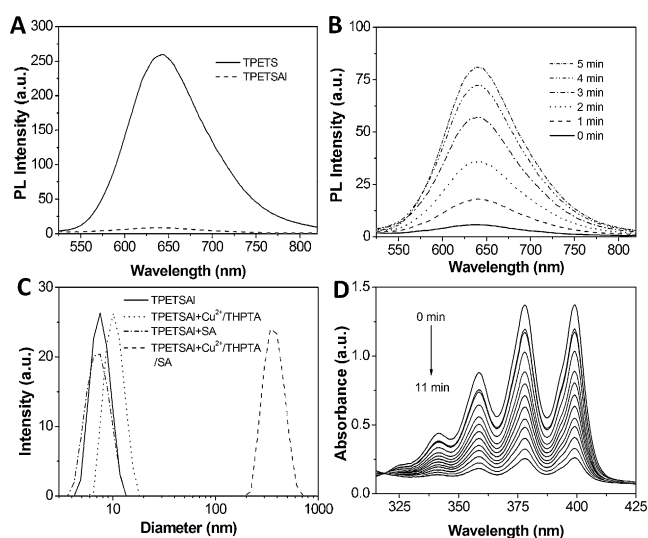 A
300
250
200
150
100
50
0
PL Intensity (a.u.)
TPETS
TPETSAl
550 600 650 700 750 800
Wavelength (nm)
B
100
75
50
25
0
PL Intensity (a.u.)
5 min
4 min
3 min
2 min
1 min
0 min
550 600 650 700 750 800
Wavelength (nm)
C
30
20
10
0
Intensity (a.u.)
TPETSAl
TPETSAl+Cu²⁺/THPTA
TPETSAl+SA
TPETSAl+Cu²⁺/THPTA
/SA
10 100 1000
Diameter (nm)
D
1.5
1.0
0.5
0.0
Absorbance (a.u.)
0 min
11 min
325 350 375 400 425
Wavelength (nm)